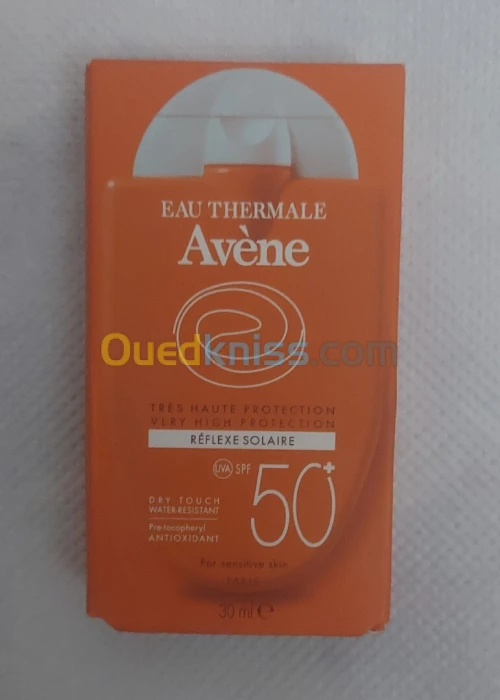 EAU THERMALE
Avène
Ouedkniss.com
TRÈS HAUTE PROTECTION
VERY HIGH PROTECTION
RÉFLEXE SOLAIRE
UVA SPF 50+
DRY TOUCH
WATER-RESISTANT
Pre-tocopheryl
ANTIOXIDANT
For sensitive skin
PARIS
30 ml e